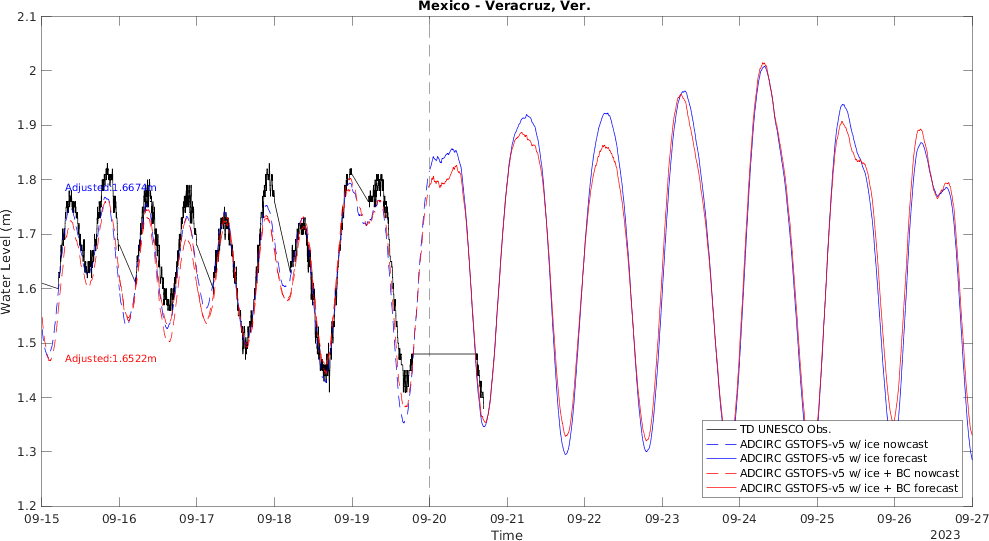 Mexico - Veracruz, Ver.
2.1
2
1.9
1.8
1.7
1.6
1.5
1.4
1.3
1.2
Water Level (m)
Adjusted:1.6674m
Adjusted:1.6522m
TD UNESCO Obs.
ADCIRC GSTOFS-v5 w/ ice nowcast
ADCIRC GSTOFS-v5 w/ ice forecast
ADCIRC GSTOFS-v5 w/ ice + BC nowcast
ADCIRC GSTOFS-v5 w/ ice + BC forecast
09-15 09-16 09-17 09-18 09-19 09-20 09-21 09-22 09-23 09-24 09-25 09-26 09-27
Time
2023